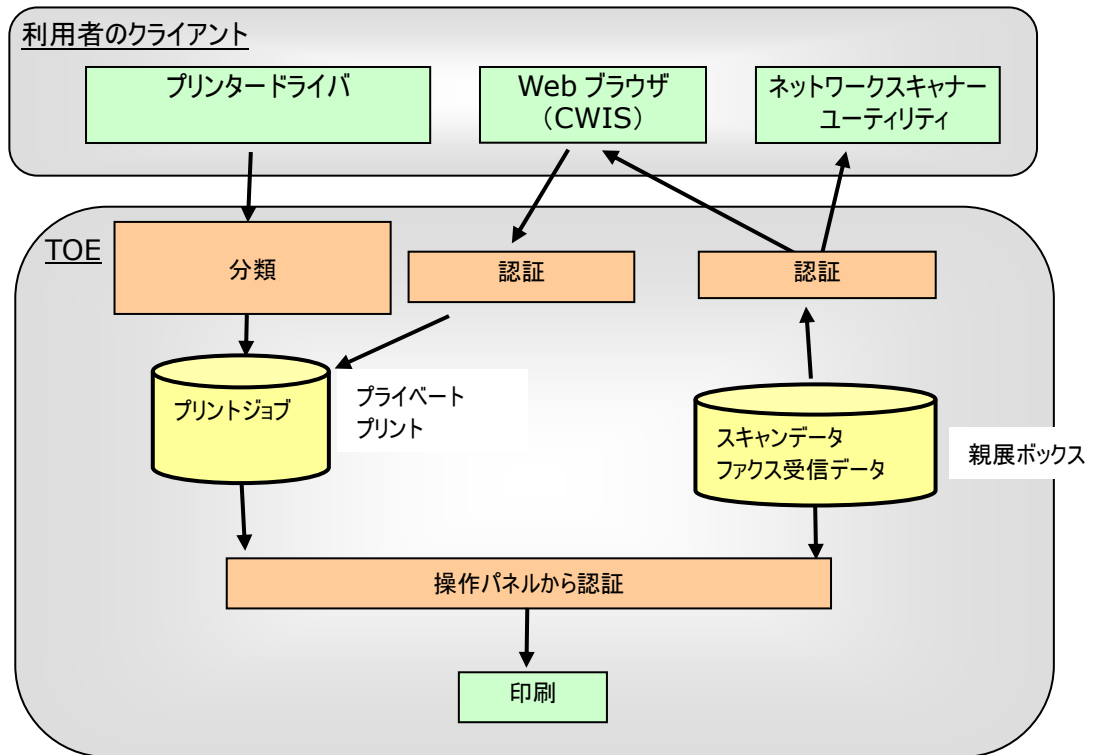 利用者のクライアント
プリンタードライバ
Web ブラウザ
（CWIS）
ネットワークスキャナー
ユーティリティ
TOE
分類
認証
認証
プリントジョブ
プライベート
プリント
スキャンデータ
ファクス受信データ
親展ボックス
操作パネルから認証
印刷